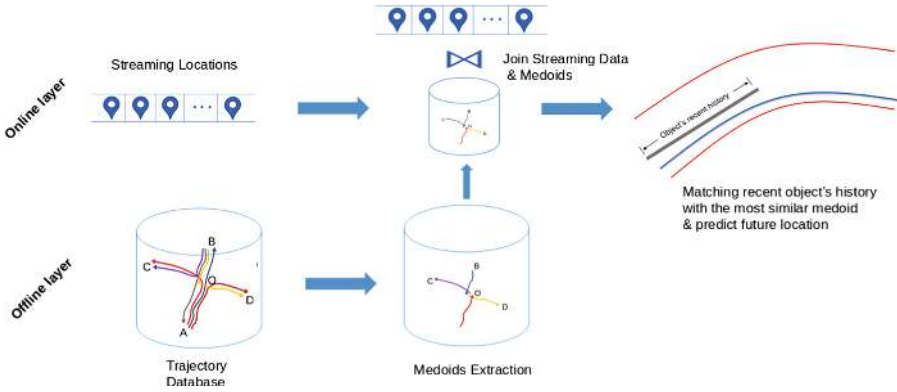 Online layer
Streaming Locations
Join Streaming Data
& Medoids
Object's recent history
Matching recent object's history
with the most similar medoid
& predict future location
Offline layer
B
C
O
D
A
Trajectory
Database
B
C
O
D
Medoids Extraction